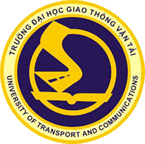 TRƯỜNG ĐẠI HỌC GIAO THÔNG VẬN TẢI
UNIVERSITY OF TRANSPORT AND COMMUNICATIONS